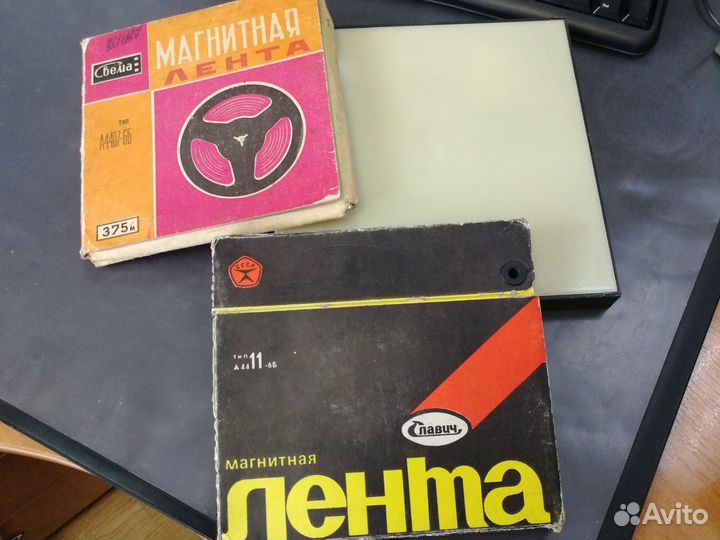 МАГНИТНАЯ
ЛЕНТА
Свема
ТИП
А4407-6Б
375м
СССР
ТИП
А4411-6Б
Славич
магнитная
лента
Avito